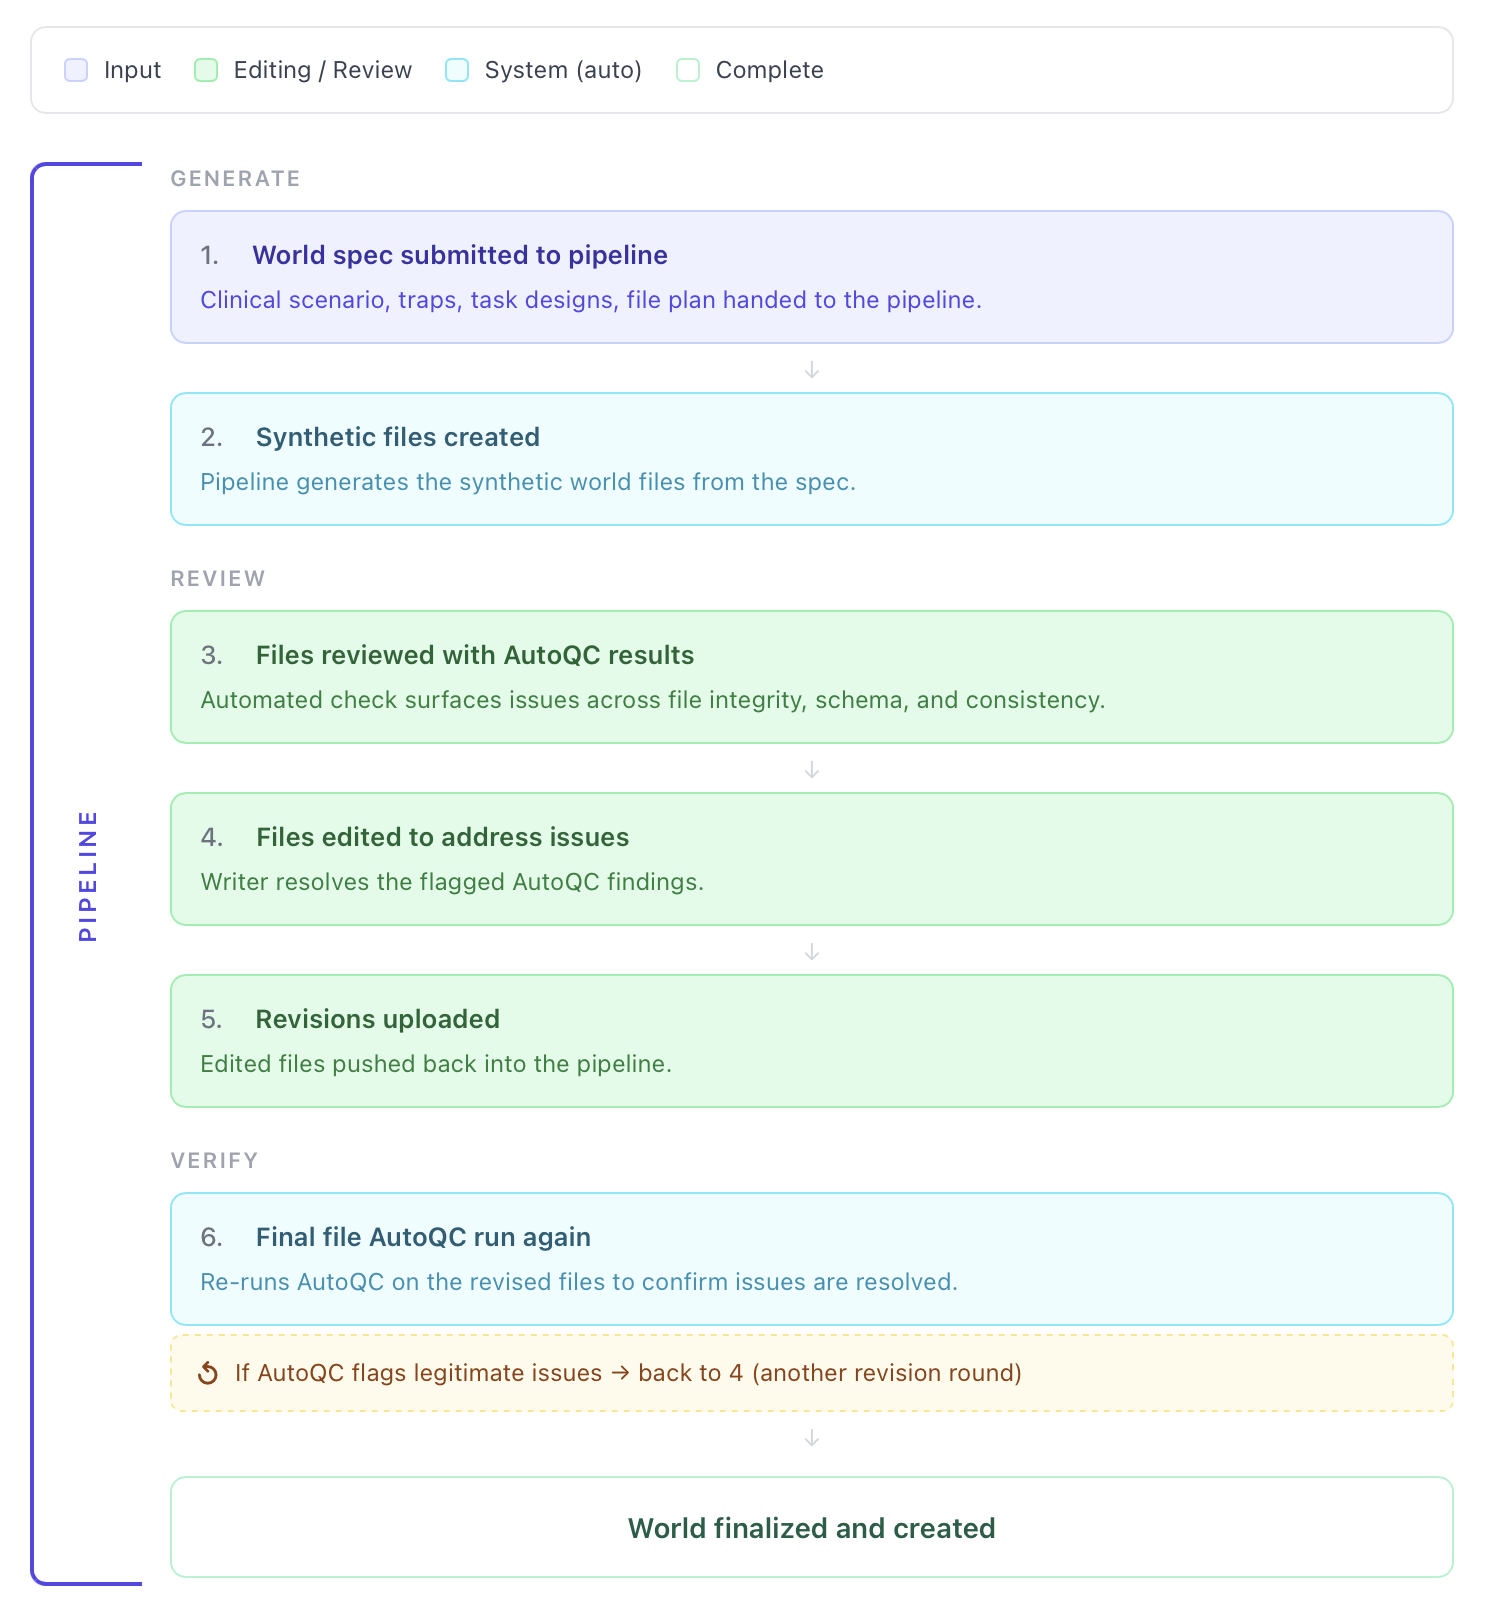 Input Editing / Review System (auto) Complete
PIPELINE
GENERATE
1. World spec submitted to pipeline
Clinical scenario, traps, task designs, file plan handed to the pipeline.
↓
2. Synthetic files created
Pipeline generates the synthetic world files from the spec.
REVIEW
3. Files reviewed with AutoQC results
Automated check surfaces issues across file integrity, schema, and consistency.
↓
4. Files edited to address issues
Writer resolves the flagged AutoQC findings.
↓
5. Revisions uploaded
Edited files pushed back into the pipeline.
VERIFY
6. Final file AutoQC run again
Re-runs AutoQC on the revised files to confirm issues are resolved.
If AutoQC flags legitimate issues → back to 4 (another revision round)
↓
World finalized and created